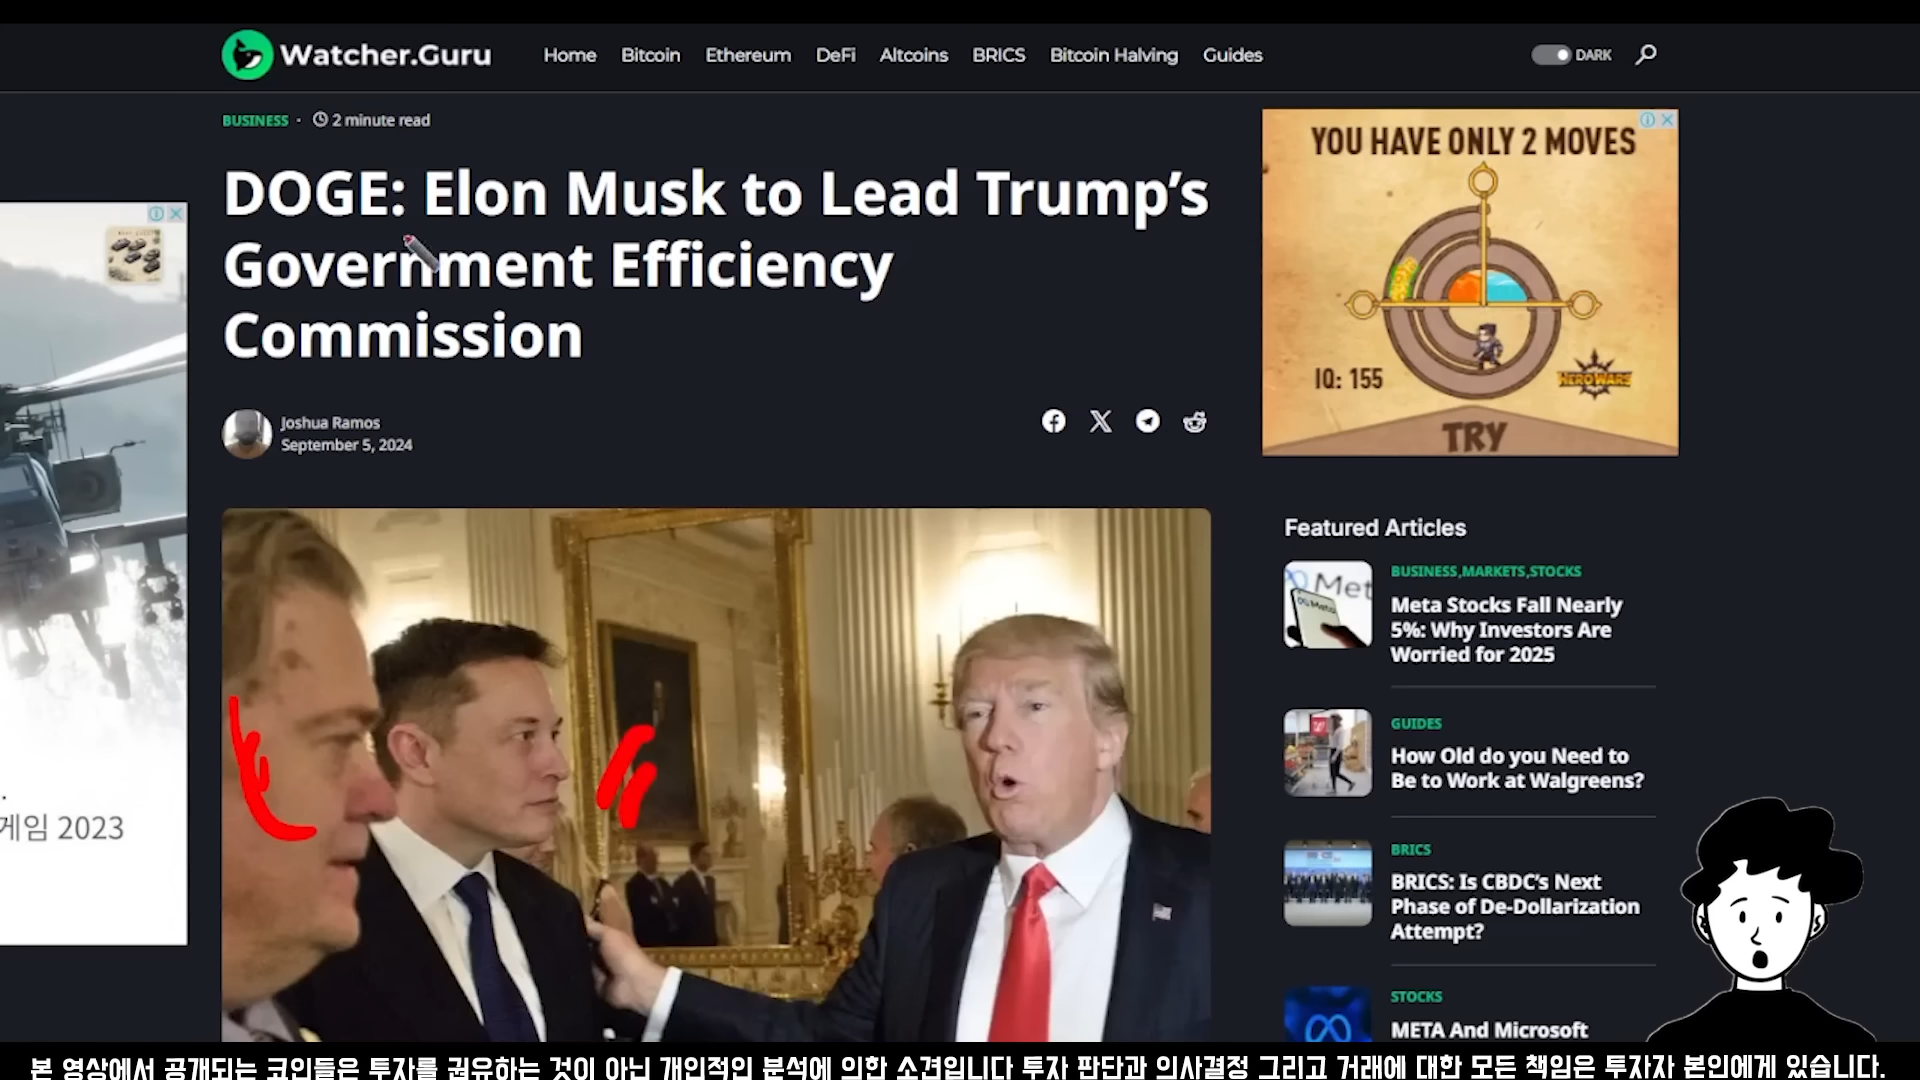 Watcher.Guru
Home Bitcoin Ethereum DeFi Altcoins BRICS Bitcoin Halving Guides
DARK
BUSINESS · 2 minute read
DOGE: Elon Musk to Lead Trump’s
Government Efficiency
Commission
Joshua Ramos
September 5, 2024
YOU HAVE ONLY 2 MOVES
IQ: 155
HERO WARS
TRY
게임 2023
Featured Articles
BUSINESS,MARKETS,STOCKS
Meta Stocks Fall Nearly
5%: Why Investors Are
Worried for 2025
GUIDES
How Old do you Need to
Be to Work at Walgreens?
BRICS
BRICS: Is CBDC’s Next
Phase of De-Dollarization
Attempt?
STOCKS
META And Microsoft
본 영상에서 공개되는 코인들은 투자를 권유하는 것이 아닌 개인적인 분석에 의한 소견입니다 투자 판단과 의사결정 그리고 거래에 대한 모든 책임은 투자자 본인에게 있습니다.